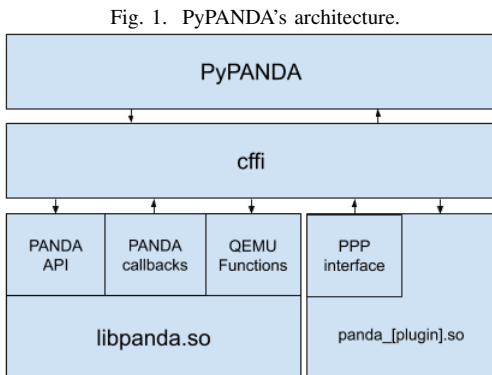 Fig. 1. PyPANDA's architecture.
PyPANDA
cffi
PANDA
API
PANDA
callbacks
QEMU
Functions
PPP
interface
libpanda.so
panda_[plugin].so